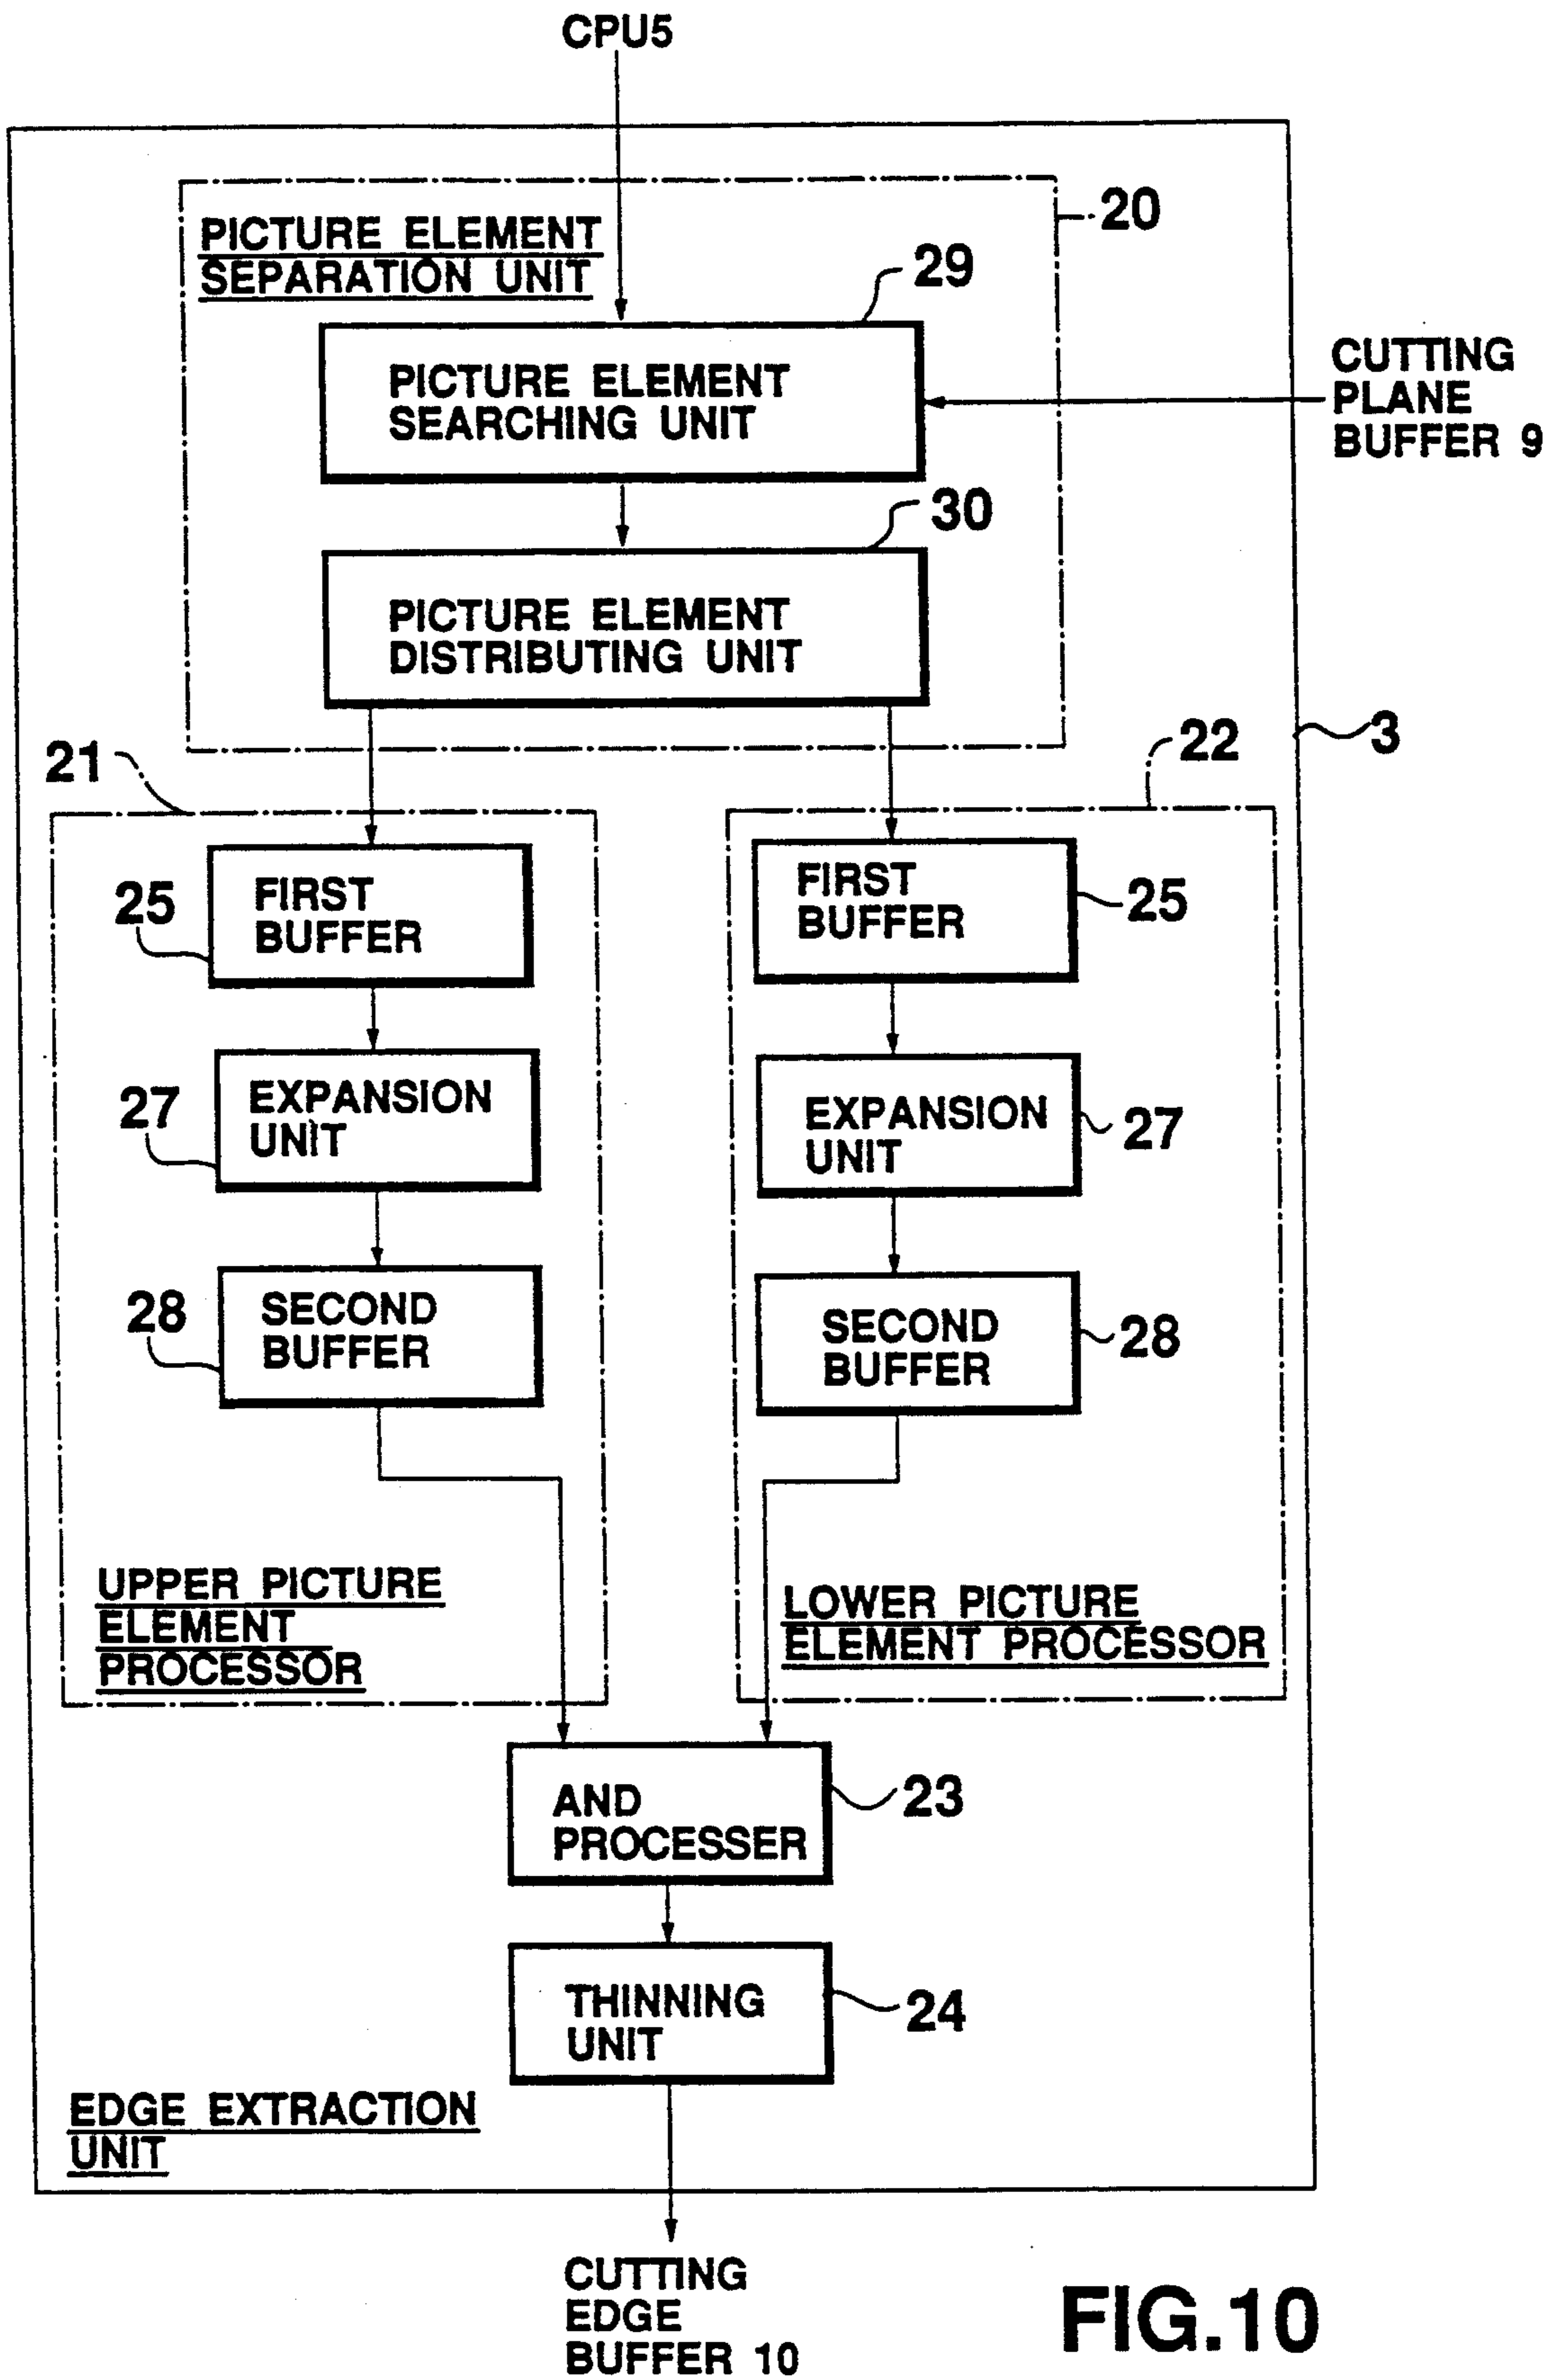 CPU5
20
PICTURE ELEMENT
SEPARATION UNIT
29
PICTURE ELEMENT
SEARCHING UNIT
CUTTING
PLANE
BUFFER 9
30
PICTURE ELEMENT
DISTRIBUTING UNIT
3
21
22
25
FIRST
BUFFER
FIRST
BUFFER
25
27
EXPANSION
UNIT
EXPANSION
UNIT
27
28
SECOND
BUFFER
SECOND
BUFFER
28
UPPER PICTURE
ELEMENT
PROCESSOR
LOWER PICTURE
ELEMENT PROCESSOR
AND
PROCESSER
23
THINNING
UNIT
24
EDGE EXTRACTION
UNIT
CUTTING
EDGE
BUFFER 10
FIG.10